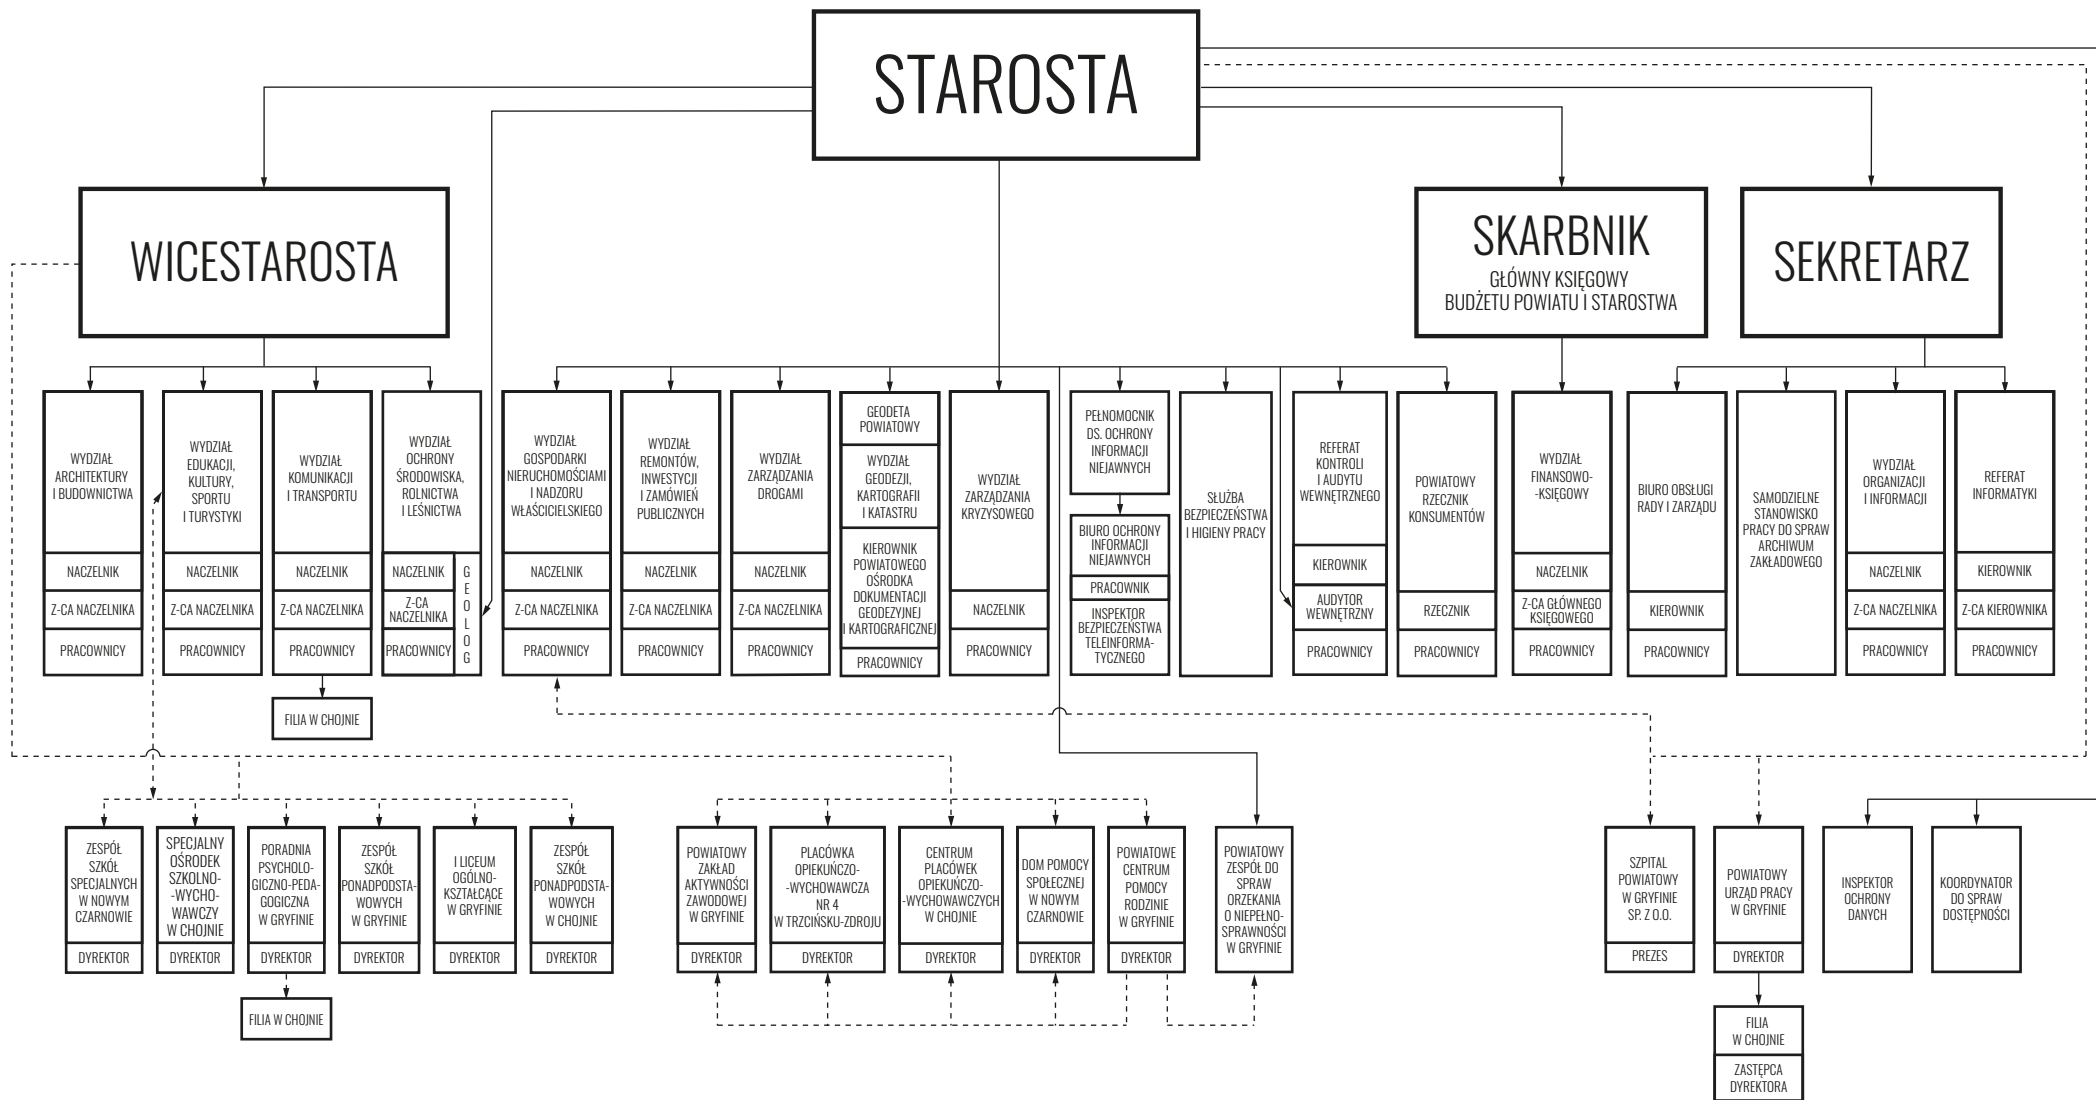 STAROSTA
WICESTAROSTA
SKARBNIK
GŁÓWNY KSIĘGOWY
BUDŻETU POWIATU I STAROSTWA
SEKRETARZ
WYDZIAŁ
ARCHITEKTURY
I BUDOWNICTWA
NACZELNIK
Z-CA NACZELNIKA
PRACOWNICY
WYDZIAŁ
EDUKACJI,
KULTURY,
SPORTU
I TURYSTYKI
NACZELNIK
Z-CA NACZELNIKA
PRACOWNICY
WYDZIAŁ
KOMUNIKACJI
I TRANSPORTU
NACZELNIK
Z-CA NACZELNIKA
PRACOWNICY
FILIA W CHOJNIE
WYDZIAŁ
OCHRONY
ŚRODOWISKA,
ROLNICTWA
I LEŚNICTWA
NACZELNIK
Z-CA
NACZELNIKA
PRACOWNICY
G
E
O
L
O
G
WYDZIAŁ
GOSPODARKI
NIERUCHOMOŚCIAMI
I NADZORU
WŁAŚCICIELSKIEGO
NACZELNIK
Z-CA NACZELNIKA
PRACOWNICY
WYDZIAŁ
REMONTÓW,
INWESTYCJI
I ZAMÓWIEŃ
PUBLICZNYCH
NACZELNIK
Z-CA NACZELNIKA
PRACOWNICY
WYDZIAŁ
ZARZĄDZANIA
DROGAMI
NACZELNIK
Z-CA NACZELNIKA
PRACOWNICY
GEODETA
POWIATOWY
WYDZIAŁ
GEODEZJI,
KARTOGRAFII
I KATASTRU
KIEROWNIK
POWIATOWEGO
OŚRODKA
DOKUMENTACJI
GEODEZYJNEJ
I KARTOGRAFICZNEJ
PRACOWNICY
WYDZIAŁ
ZARZĄDZANIA
KRYZYSOWEGO
NACZELNIK
PRACOWNICY
PEŁNOMOCNIK
DS. OCHRONY
INFORMACJI
NIEJAWNYCH
BIURO OCHRONY
INFORMACJI
NIEJAWNYCH
PRACOWNIK
INSPEKTOR
BEZPIECZEŃSTWA
TELEINFORMA-
TYCZNEGO
SŁUŻBA
BEZPIECZEŃSTWA
I HIGIENY PRACY
REFERAT
KONTROLI
I AUDYTU
WEWNĘTRZNEGO
KIEROWNIK
AUDYTOR
WEWNĘTRZNY
PRACOWNICY
POWIATOWY
RZECZNIK
KONSUMENTÓW
RZECZNIK
PRACOWNICY
WYDZIAŁ
FINANSOWO-
-KSIĘGOWY
NACZELNIK
Z-CA GŁÓWNEGO
KSIĘGOWEGO
PRACOWNICY
BIURO OBSŁUGI
RADY I ZARZĄDU
KIEROWNIK
PRACOWNICY
SAMODZIELNE
STANOWISKO
PRACY DO SPRAW
ARCHIWUM
ZAKŁADOWEGO
WYDZIAŁ
ORGANIZACJI
I INFORMACJI
NACZELNIK
Z-CA NACZELNIKA
PRACOWNICY
REFERAT
INFORMATYKI
KIEROWNIK
Z-CA KIEROWNIKA
PRACOWNICY
ZESPÓŁ
SZKÓŁ
SPECJALNYCH
W NOWYM
CZARNOWIE
DYREKTOR
SPECJALNY
OŚRODEK
SZKOLNO-
-WYCHO-
WAWCZY
W CHOJNIE
DYREKTOR
PORADNIA
PSYCHOLO-
GICZNO-PEDA-
GOGICZNA
W GRYFINIE
DYREKTOR
FILIA W CHOJNIE
ZESPÓŁ
SZKÓŁ
PONADPODSTA-
WOWYCH
W GRYFINIE
DYREKTOR
I LICEUM
OGÓLNO-
KSZTAŁCĄCE
W GRYFINIE
DYREKTOR
ZESPÓŁ
SZKÓŁ
PONADPODSTA-
WOWYCH
W CHOJNIE
DYREKTOR
POWIATOWY
ZAKŁAD
AKTYWNOŚCI
ZAWODOWEJ
W GRYFINIE
DYREKTOR
PLACÓWKA
OPIEKUŃCZO-
-WYCHOWAWCZA
NR 4
W TRZCIŃSKU-ZDROJU
DYREKTOR
CENTRUM
PLACÓWEK
OPIEKUŃCZO-
-WYCHOWAWCZYCH
W CHOJNIE
DYREKTOR
DOM POMOCY
SPOŁECZNEJ
W NOWYM
CZARNOWIE
DYREKTOR
POWIATOWE
CENTRUM
POMOCY
RODZINIE
W GRYFINIE
DYREKTOR
POWIATOWY
ZESPÓŁ DO
SPRAW
ORZEKANIA
O NIEPEŁNO-
SPRAWNOŚCI
W GRYFINIE
SZPITAL
POWIATOWY
W GRYFINIE
SP. Z O.O.
PREZES
POWIATOWY
URZĄD PRACY
W GRYFINIE
DYREKTOR
FILIA
W CHOJNIE
ZASTĘPCA
DYREKTORA
INSPEKTOR
OCHRONY
DANYCH
KOORDYNATOR
DO SPRAW
DOSTĘPNOŚCI